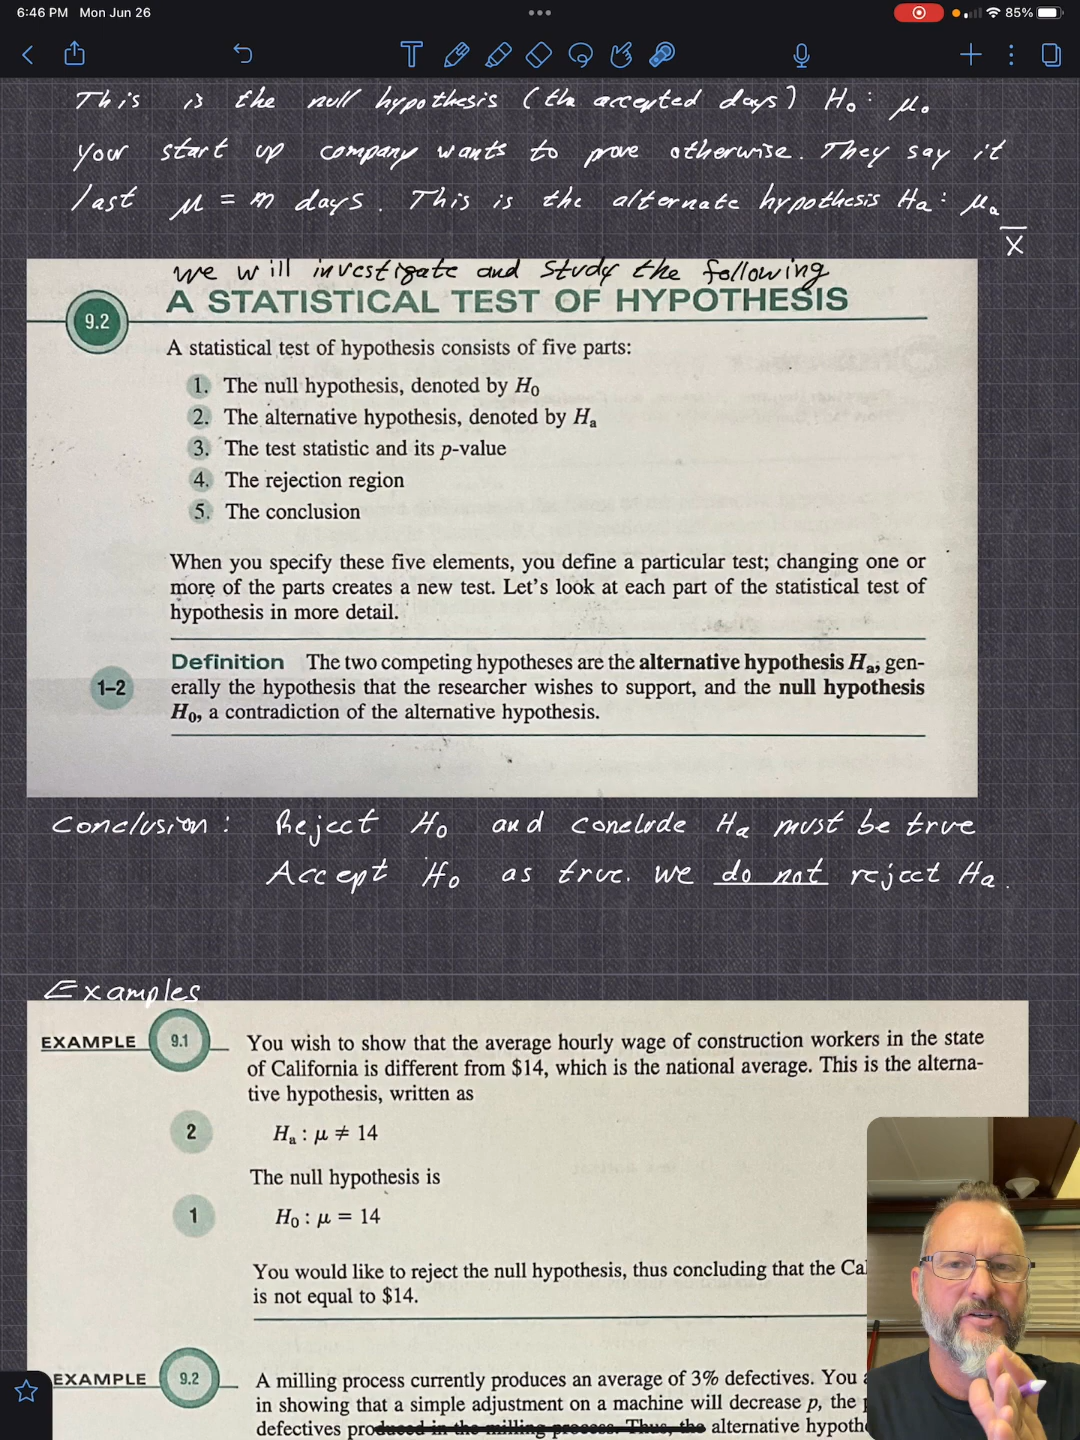 6:46 PM Mon Jun 26
85%
This is the null hypothesis (the accepted days) H₀: μ₀
Your start up company wants to prove otherwise. They say it
last μ = m days. This is the alternate hypothesis Ha: μa
X̅
we will investigate and study the following
9.2
A STATISTICAL TEST OF HYPOTHESIS
A statistical test of hypothesis consists of five parts:
1. The null hypothesis, denoted by H₀
2. The alternative hypothesis, denoted by Hₐ
3. The test statistic and its p-value
4. The rejection region
5. The conclusion
When you specify these five elements, you define a particular test; changing one or
more of the parts creates a new test. Let's look at each part of the statistical test of
hypothesis in more detail.
Definition The two competing hypotheses are the alternative hypothesis Hₐ, gen-
1–2
erally the hypothesis that the researcher wishes to support, and the null hypothesis
H₀, a contradiction of the alternative hypothesis.
Conclusion: Reject H₀ and conclude Ha must be true
Accept H₀ as true. we do not reject Ha.
Examples
EXAMPLE 9.1
You wish to show that the average hourly wage of construction workers in the state
of California is different from $14, which is the national average. This is the alterna-
tive hypothesis, written as
2
Hₐ : μ ≠ 14
The null hypothesis is
1
H₀ : μ = 14
You would like to reject the null hypothesis, thus concluding that the Cal
is not equal to $14.
EXAMPLE 9.2
A milling process currently produces an average of 3% defectives. You
in showing that a simple adjustment on a machine will decrease p, the
defectives produced in the milling process. Thus, the alternative hypoth